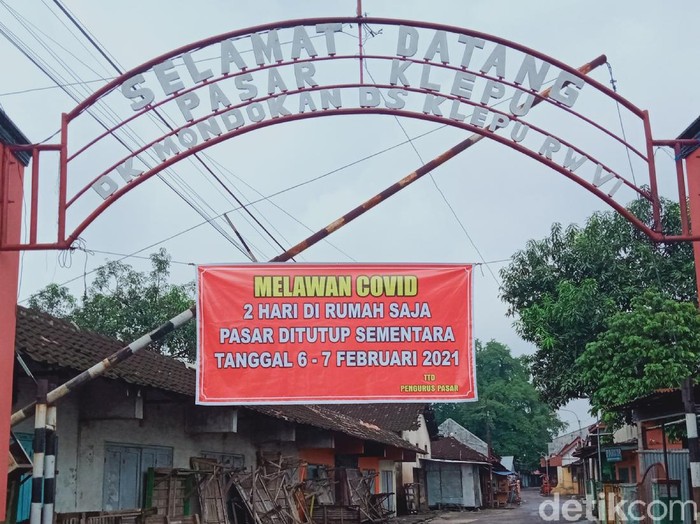 SELAMAT DATANG
PASAR KLEPU
DK MONDOKAN DS KLEPU RW VI
MELAWAN COVID
2 HARI DI RUMAH SAJA
PASAR DITUTUP SEMENTARA
TANGGAL 6 - 7 FEBRUARI 2021
TTD
PENGURUS PASAR
detikcom